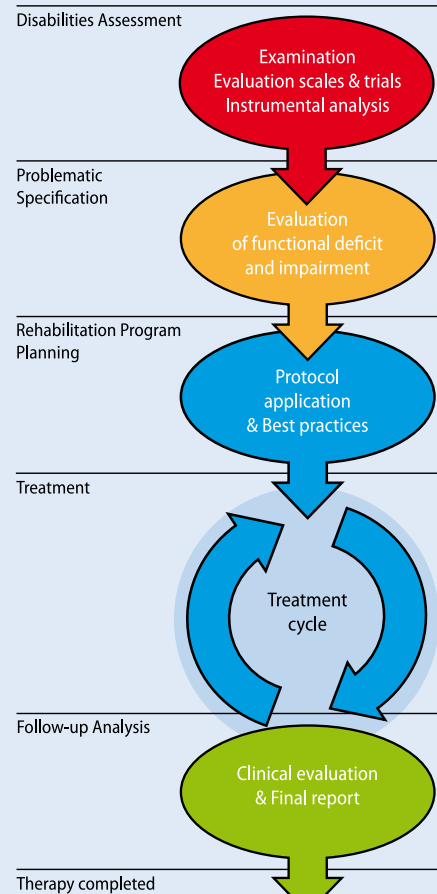 Disabilities Assessment
Examination
Evaluation scales & trials
Instrumental analysis
Problematic
Specification
Evaluation
of functional deficit
and impairment
Rehabilitation Program
Planning
Protocol
application
& Best practices
Treatment
Treatment
cycle
Follow-up Analysis
Clinical evaluation
& Final report
Therapy completed